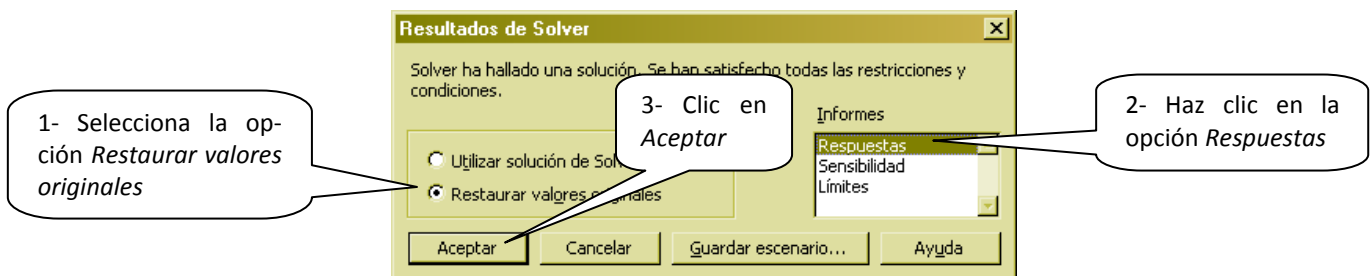 Resultados de Solver
Solver ha hallado una solución. Se han satisfecho todas las restricciones y
condiciones.
1- Selecciona la op-
ción Restaurar valores
originales
3- Clic en
Aceptar
Informes
2- Haz clic en la
opción Respuestas
Respuestas
Sensibilidad
Límites
Utilizar solución de
Restaurar valores originales
Aceptar
Cancelar
Guardar escenario...
Ayuda